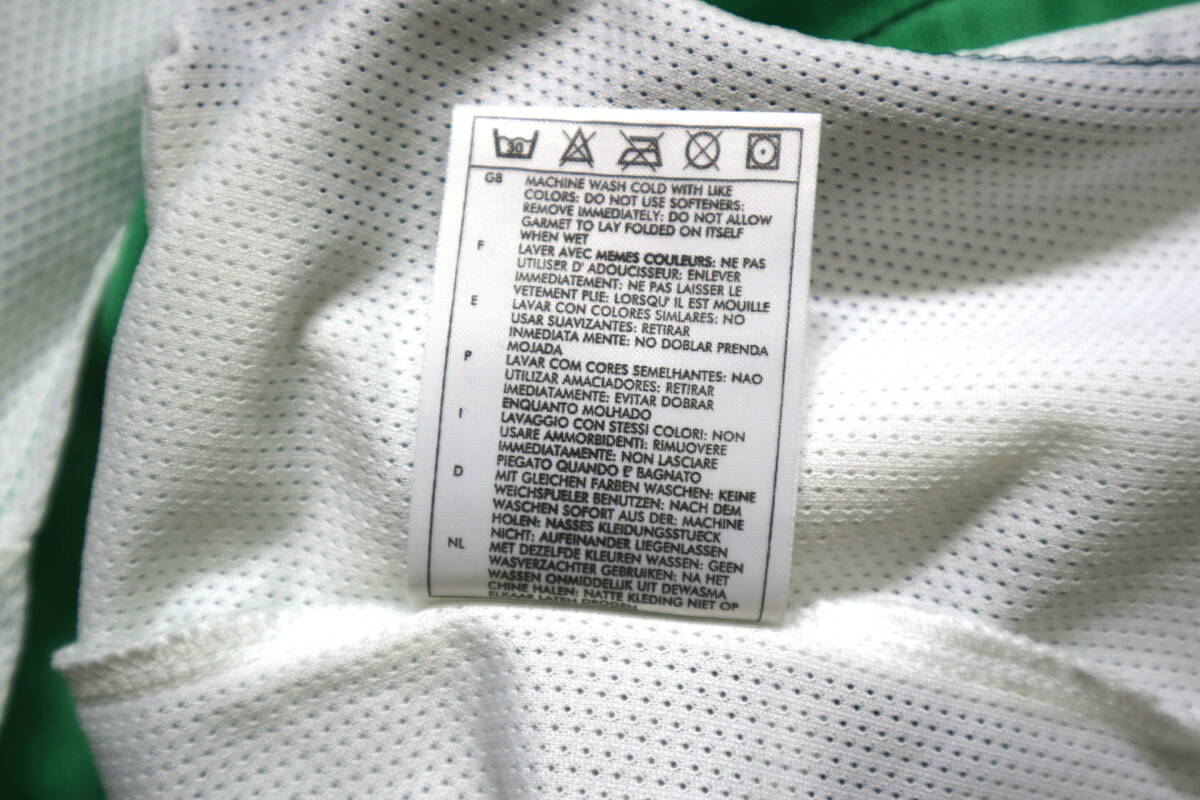 30
GB MACHINE WASH COLD WITH LIKE
COLORS: DO NOT USE SOFTENERS:
REMOVE IMMEDIATELY: DO NOT ALLOW
GARMET TO LAY FOLDED ON ITSELF
WHEN WET
F LAVER AVEC MEMES COULEURS: NE PAS
UTILISER D' ADOUCISSEUR: ENLEVER
IMMEDIATEMENT: NE PAS LAISSER LE
VETEMENT PLIE: LORSQU' IL EST MOUILLE
E LAVAR CON COLORES SIMLARES: NO
USAR SUAVIZANTES: RETIRAR
INMEDIATA MENTE: NO DOBLAR PRENDA
MOJADA
P LAVAR COM CORES SEMELHANTES: NAO
UTILIZAR AMACIADORES: RETIRAR
IMEDIATAMENTE: EVITAR DOBRAR
ENQUANTO MOLHADO
I LAVAGGIO CON STESSI COLORI: NON
USARE AMMORBIDENTI: RIMUOVERE
IMMEDIATAMENTE: NON LASCIARE
PIEGATO QUANDO E' BAGNATO
D MIT GLEICHEN FARBEN WASCHEN: KEINE
WEICHSPUELER BENUTZEN: NACH DEM
WASCHEN SOFORT AUS DER: MACHINE
HOLEN: NASSES KLEIDUNGSSTUECK
NICHT: AUFEINANDER LIEGENLASSEN
NL MET DEZELFDE KLEUREN WASSEN: GEEN
WASVERZACHTER GEBRUIKEN: NA HET
WASSEN ONMIDDELIJK UIT DEWASMA
CHINE HALEN: NATTE KLEDING NIET OP
ELKAAR LATEN DROGEN